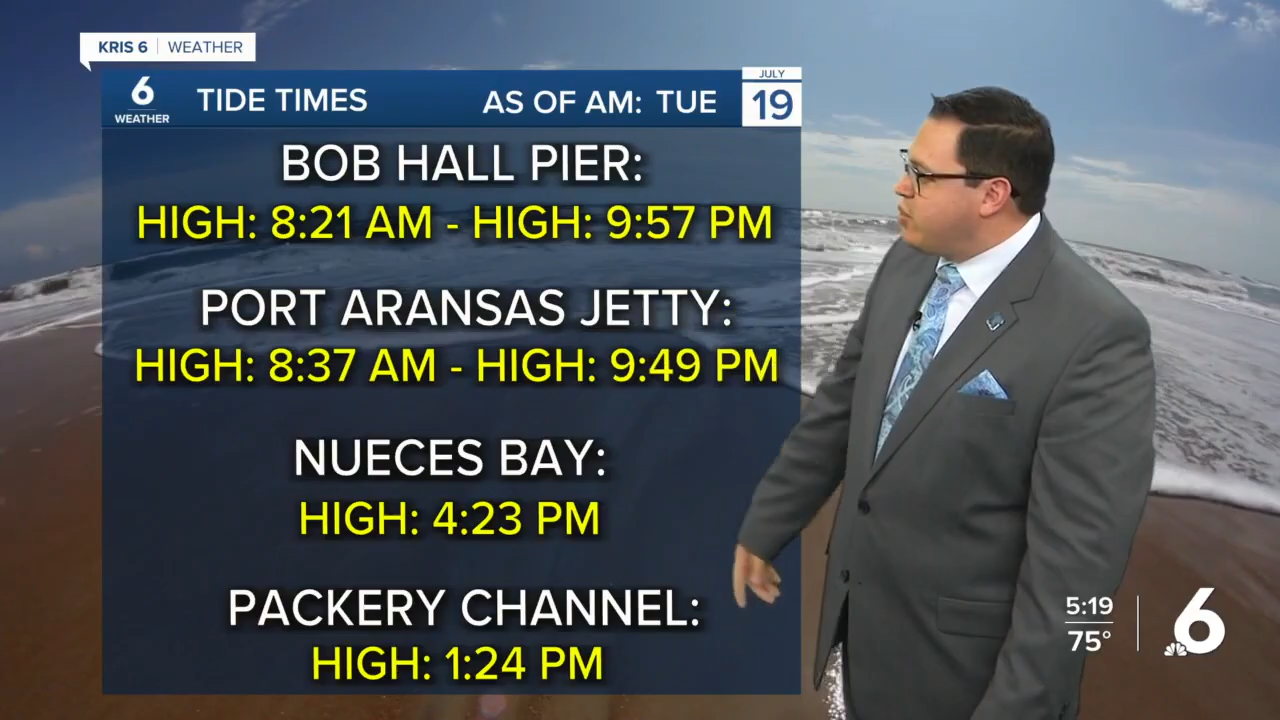 KRIS 6 | WEATHER
6 WEATHER
TIDE TIMES
AS OF AM: TUE
JULY
19
BOB HALL PIER:
HIGH: 8:21 AM - HIGH: 9:57 PM
PORT ARANSAS JETTY:
HIGH: 8:37 AM - HIGH: 9:49 PM
NUECES BAY:
HIGH: 4:23 PM
PACKERY CHANNEL:
HIGH: 1:24 PM
5:19
75°
6